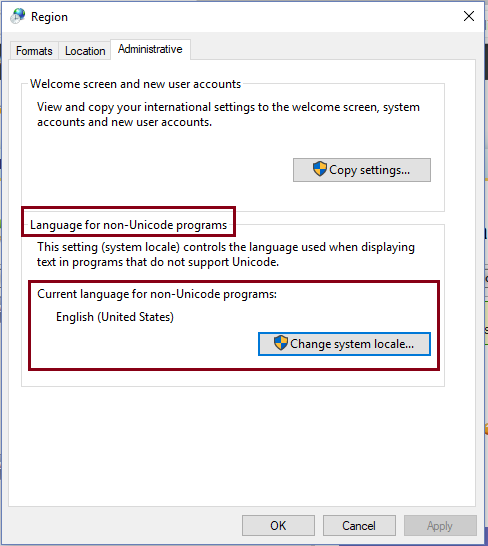 Region
Formats Location Administrative
Welcome screen and new user accounts
View and copy your international settings to the welcome screen, system
accounts and new user accounts.
Copy settings...
Language for non-Unicode programs
This setting (system locale) controls the language used when displaying
text in programs that do not support Unicode.
Current language for non-Unicode programs:
English (United States)
Change system locale...
OK Cancel Apply